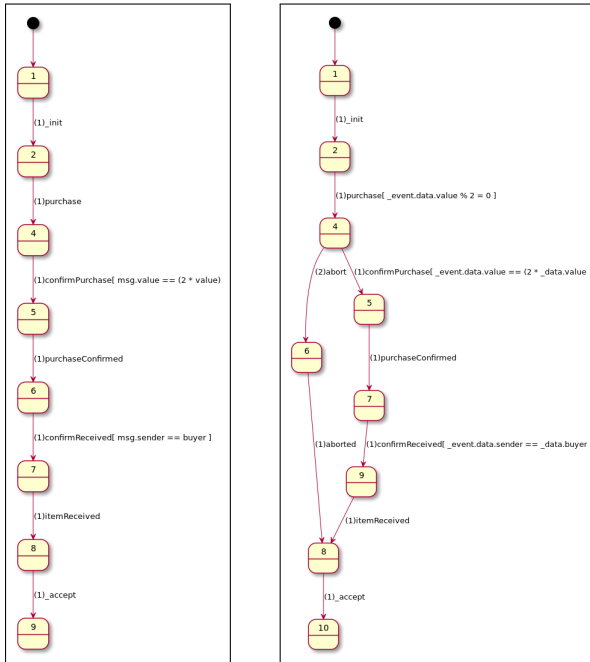 1
(1)_init
2
(1)purchase
4
(1)confirmPurchase[ msg.value == (2 * value)
5
(1)purchaseConfirmed
6
(1)confirmReceived[ msg.sender == buyer ]
7
(1)itemReceived
8
(1)_accept
9
1
(1)_init
2
(1)purchase[ _event.data.value % 2 = 0 ]
4
(2)abort
(1)confirmPurchase[ _event.data.value == (2 * _data.value
5
6
(1)purchaseConfirmed
7
(1)aborted
(1)confirmReceived[ _event.data.sender == _data.buyer
9
(1)itemReceived
8
(1)_accept
10